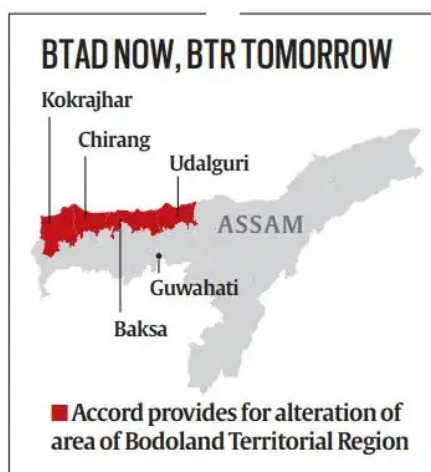 BTAD NOW, BTR TOMORROW
Kokrajhar
Chirang
Udalguri
ASSAM
Guwahati
Baksa
Accord provides for alteration of
area of Bodoland Territorial Region